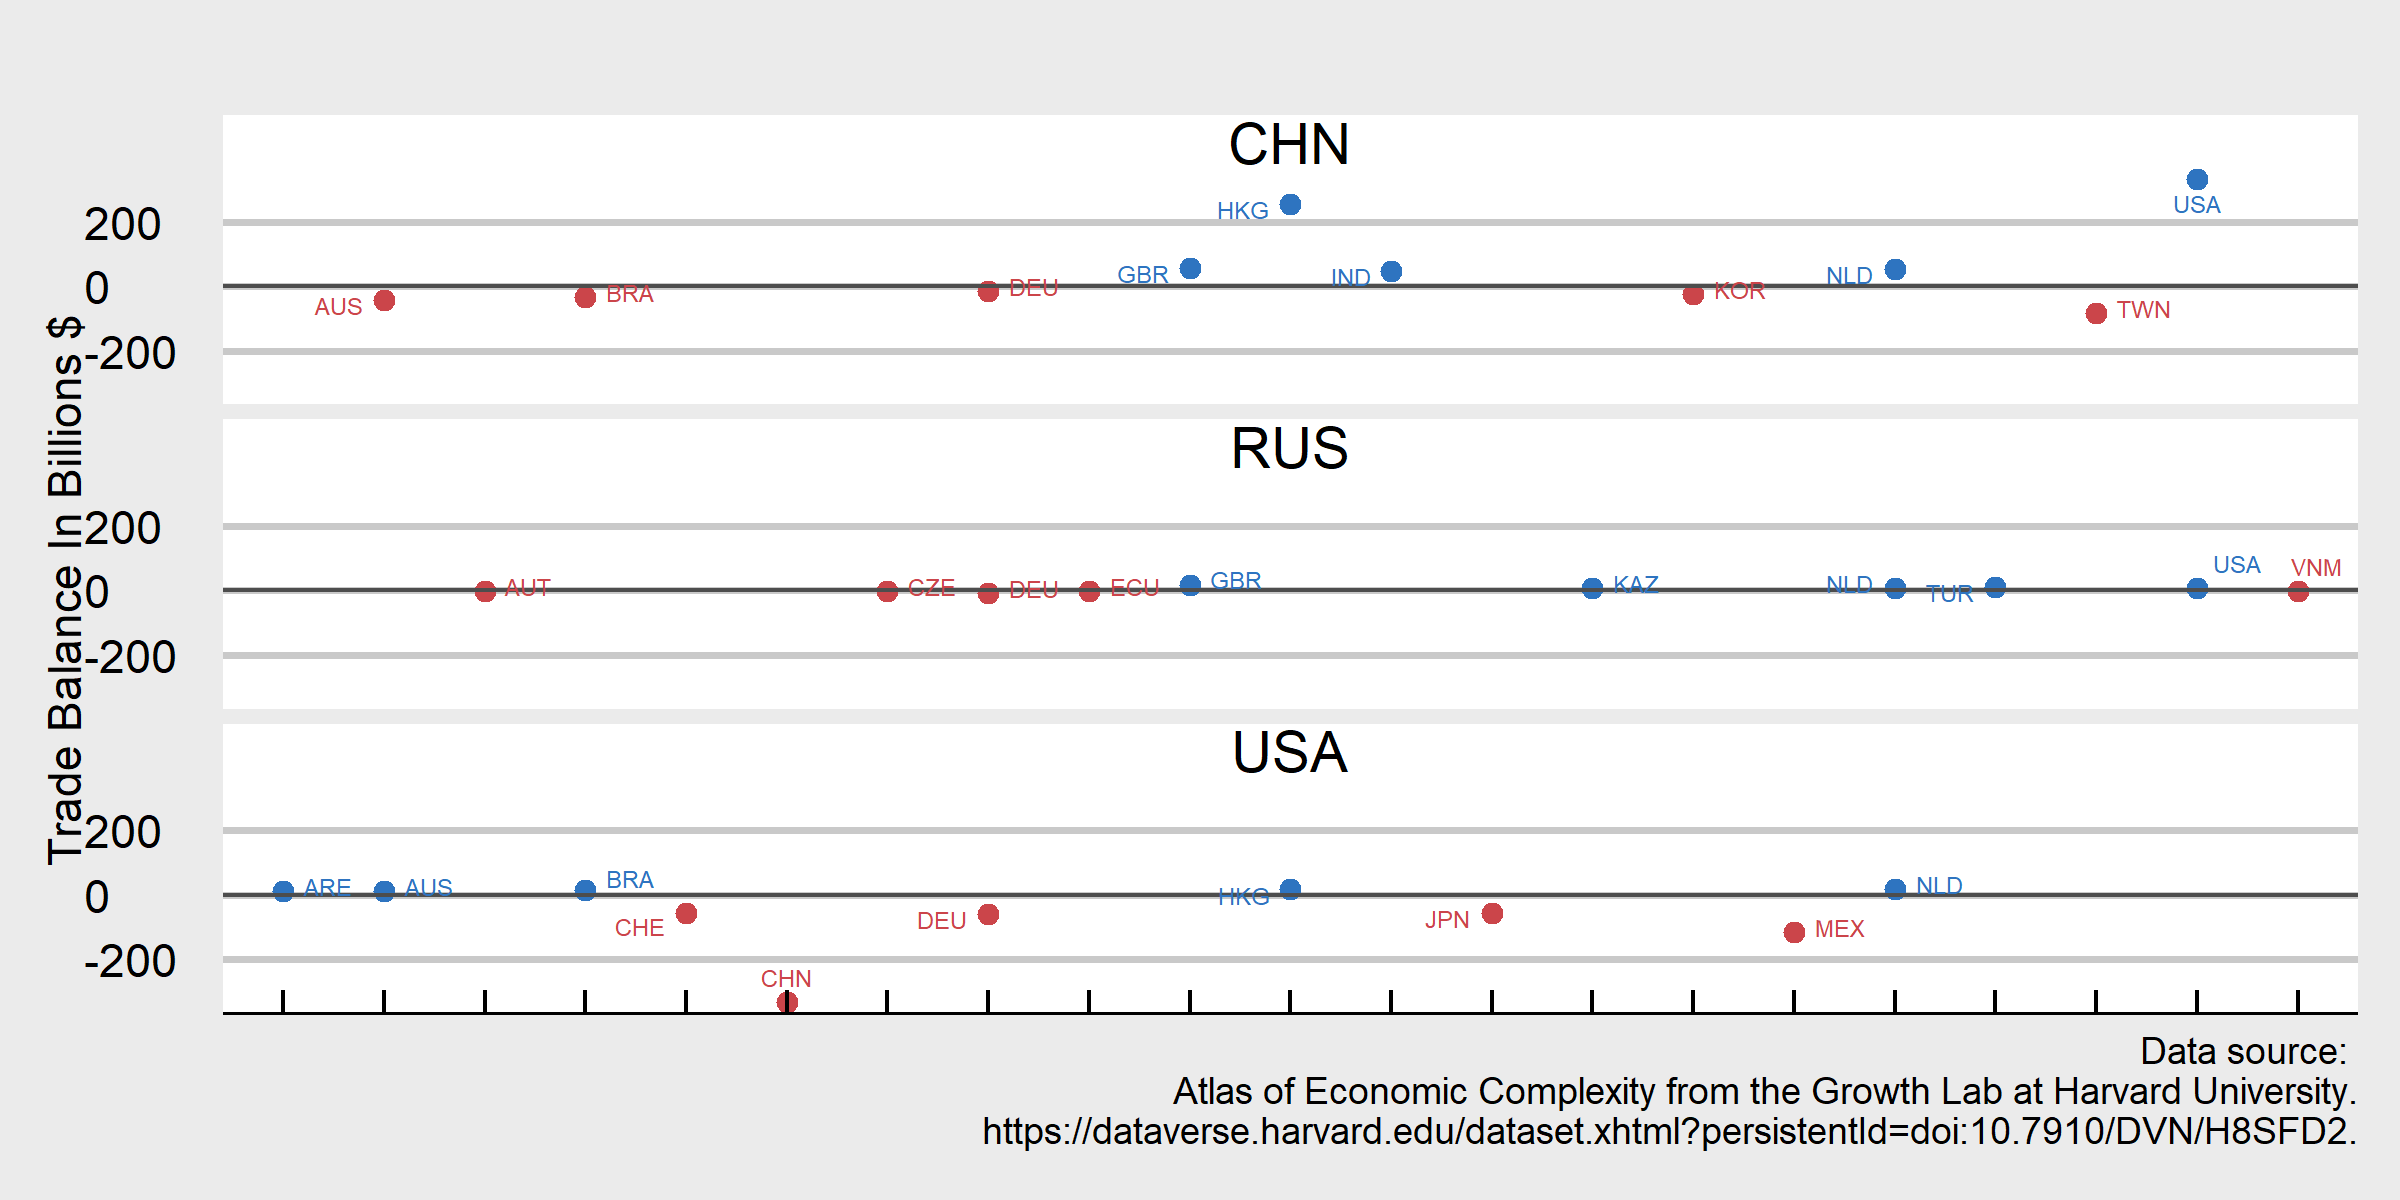 Trade Balance In Billions $
CHN
200
0
-200
AUS
BRA
DEU
GBR
HKG
IND
KOR
NLD
TWN
USA
RUS
200
0
-200
AUT
CZE
DEU
ECU
GBR
KAZ
NLD
TUR
USA
VNM
USA
200
0
-200
ARE
AUS
BRA
CHE
CHN
DEU
HKG
JPN
MEX
NLD
Data source:
Atlas of Economic Complexity from the Growth Lab at Harvard University.
https://dataverse.harvard.edu/dataset.xhtml?persistentId=doi:10.7910/DVN/H8SFD2.